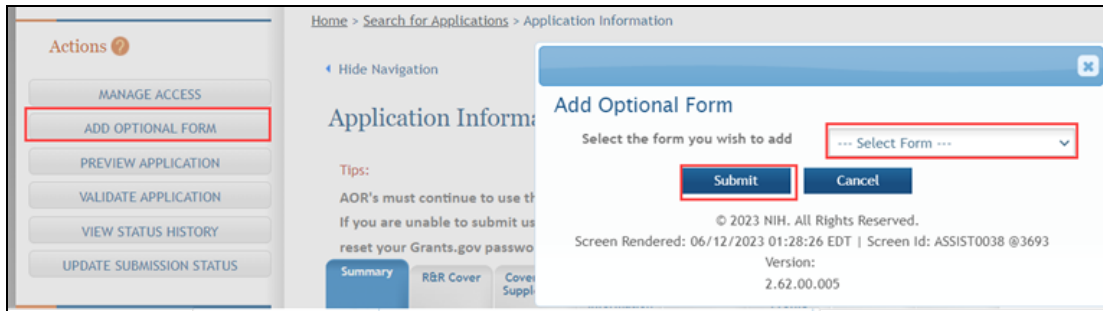 Home > Search for Applications > Application Information
Actions ?
Hide Navigation
MANAGE ACCESS
ADD OPTIONAL FORM
PREVIEW APPLICATION
VALIDATE APPLICATION
VIEW STATUS HISTORY
UPDATE SUBMISSION STATUS
Application Inform
Tips:
AOR's must continue to use th
If you are unable to submit us
reset your Grants.gov passwo
Summary
R&R Cover
Cove
Suppl
Add Optional Form
Select the form you wish to add
--- Select Form ---
Submit
Cancel
© 2023 NIH. All Rights Reserved.
Screen Rendered: 06/12/2023 01:28:26 EDT | Screen Id: ASSIST0038 @3693
Version:
2.62.00.005